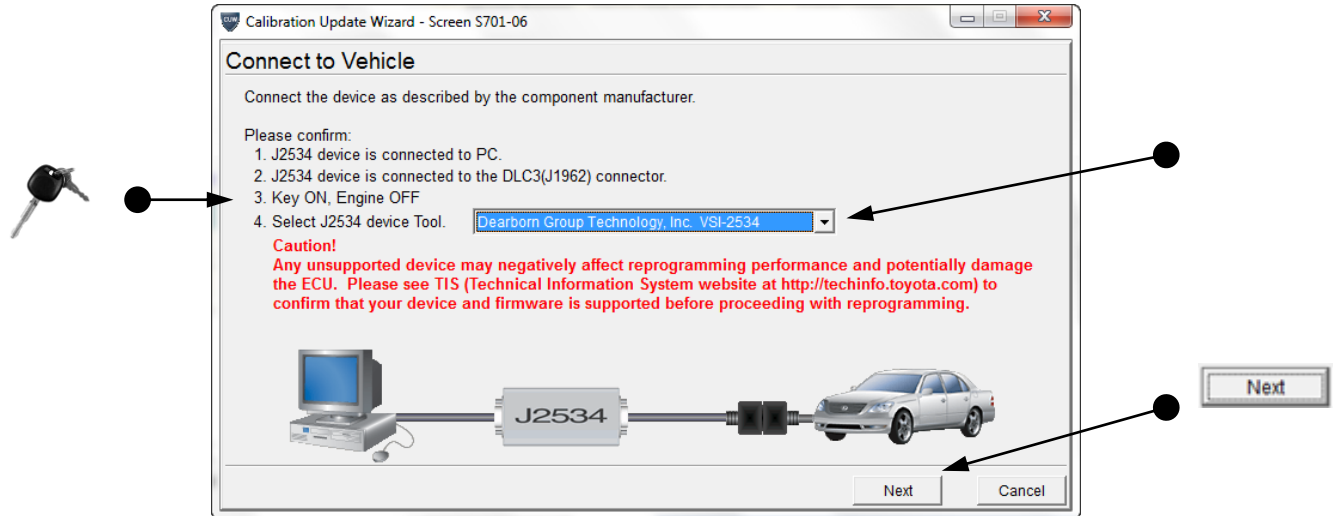 CUW Calibration Update Wizard - Screen S701-06
Connect to Vehicle
Connect the device as described by the component manufacturer.
Please confirm:
1. J2534 device is connected to PC.
2. J2534 device is connected to the DLC3(J1962) connector.
3. Key ON, Engine OFF
4. Select J2534 device Tool. Dearborn Group Technology, Inc. VSI-2534
Caution!
Any unsupported device may negatively affect reprogramming performance and potentially damage
the ECU. Please see TIS (Technical Information System website at http://techinfo.toyota.com) to
confirm that your device and firmware is supported before proceeding with reprogramming.
J2534
Next
Next Cancel